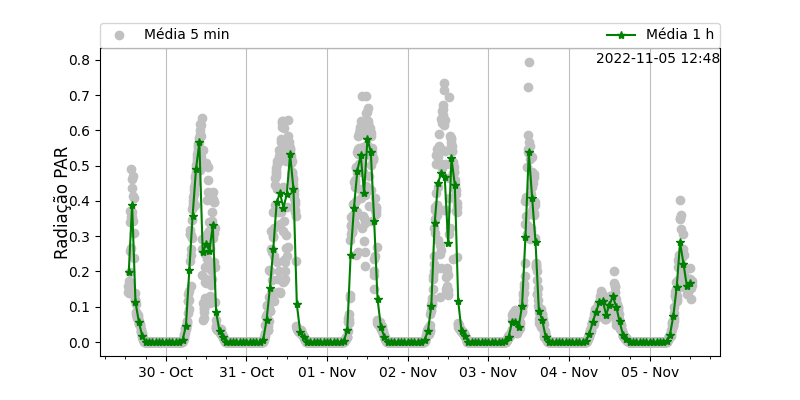 Média 5 min
Média 1 h
2022-11-05 12:48
Radiação PAR
0.8
0.7
0.6
0.5
0.4
0.3
0.2
0.1
0.0
30 - Oct
31 - Oct
01 - Nov
02 - Nov
03 - Nov
04 - Nov
05 - Nov